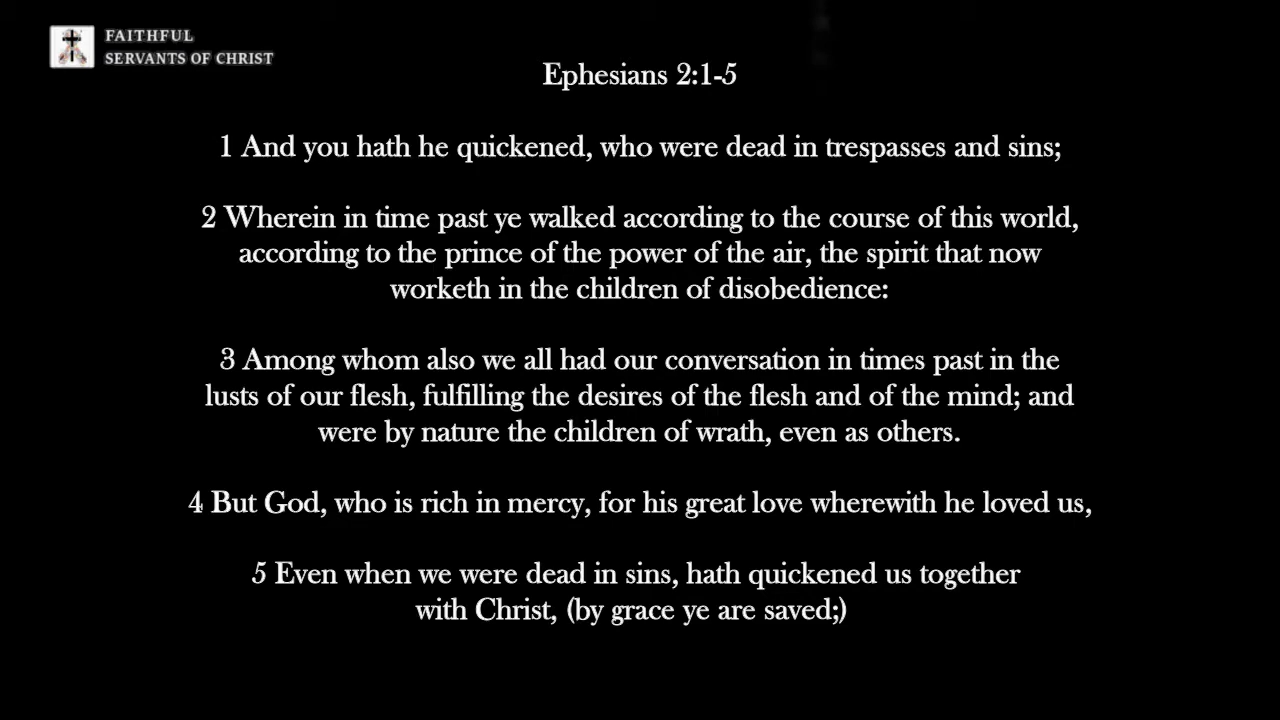 FAITHFUL
SERVANTS OF CHRIST
Ephesians 2:1-5
1 And you hath he quickened, who were dead in trespasses and sins;
2 Wherein in time past ye walked according to the course of this world,
according to the prince of the power of the air, the spirit that now
worketh in the children of disobedience:
3 Among whom also we all had our conversation in times past in the
lusts of our flesh, fulfilling the desires of the flesh and of the mind; and
were by nature the children of wrath, even as others.
4 But God, who is rich in mercy, for his great love wherewith he loved us,
5 Even when we were dead in sins, hath quickened us together
with Christ, (by grace ye are saved;)